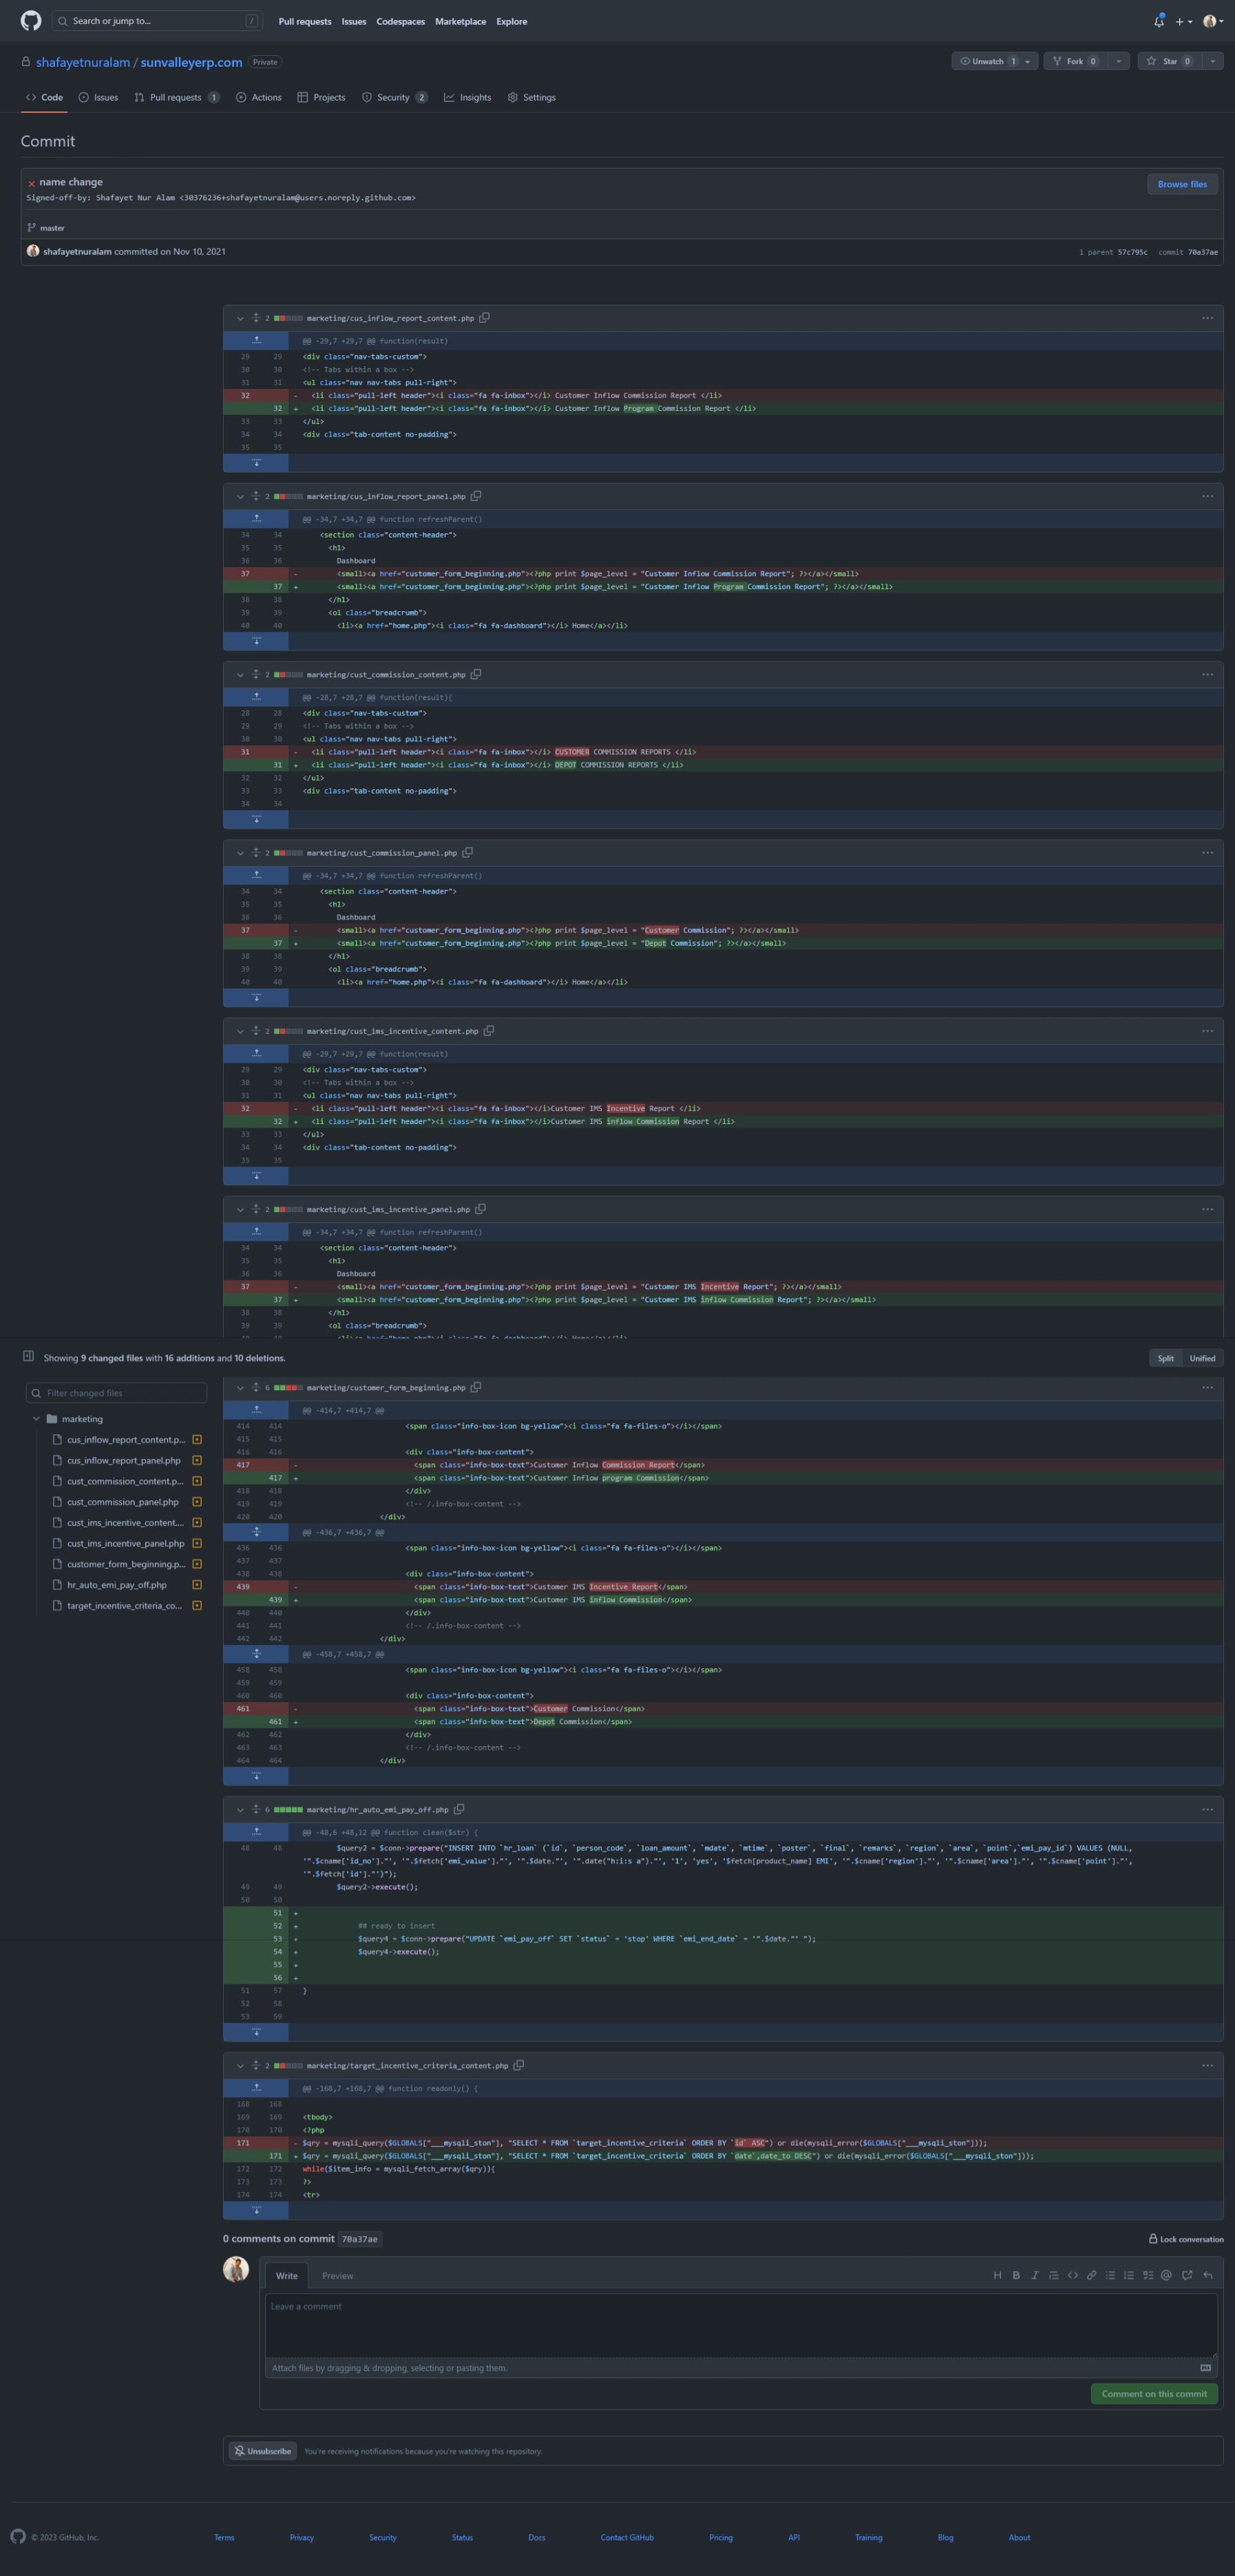 Search or jump to...
/
Pull requests Issues Codespaces Marketplace Explore
shafayetnuralam / sunvalleyerp.com Private
Unwatch 1 Fork 0 Star 0
Code Issues Pull requests 1 Actions Projects Security 2 Insights Settings
Commit
name change
Browse files
Signed-off-by: Shafayet Nur Alam <30376236+shafayetnuralam@users.noreply.github.com>
master
shafayetnuralam committed on Nov 10, 2021
1 parent 57c795c commit 70a37ae
2 marketing/cus_inflow_report_content.php
@@ -29,7 +29,7 @@ function(result)
29 29 <div class="nav-tabs-custom">
30 30 <!-- Tabs within a box -->
31 31 <ul class="nav nav-tabs pull-right">
32 - <li class="pull-left header"><i class="fa fa-inbox"></i> Customer Inflow Commission Report </li>
32 + <li class="pull-left header"><i class="fa fa-inbox"></i> Customer Inflow Program Commission Report </li>
33 33 </ul>
34 34 <div class="tab-content no-padding">
35 35
2 marketing/cus_inflow_report_panel.php
@@ -34,7 +34,7 @@ function refreshParent()
34 34 <section class="content-header">
35 35 <h1>
36 36 Dashboard
37 - <small><a href="customer_form_beginning.php"><?php print $page_level = "Customer Inflow Commission Report"; ?></a></small>
37 + <small><a href="customer_form_beginning.php"><?php print $page_level = "Customer Inflow Program Commission Report"; ?></a></small>
38 38 </h1>
39 39 <ol class="breadcrumb">
40 40 <li><a href="home.php"><i class="fa fa-dashboard"></i> Home</a></li>
2 marketing/cust_commission_content.php
@@ -28,7 +28,7 @@ function(result){
28 28 <div class="nav-tabs-custom">
29 29 <!-- Tabs within a box -->
30 30 <ul class="nav nav-tabs pull-right">
31 - <li class="pull-left header"><i class="fa fa-inbox"></i> CUSTOMER COMMISSION REPORTS </li>
31 + <li class="pull-left header"><i class="fa fa-inbox"></i> DEPOT COMMISSION REPORTS </li>
32 32 </ul>
33 33 <div class="tab-content no-padding">
34 34
2 marketing/cust_commission_panel.php
@@ -34,7 +34,7 @@ function refreshParent()
34 34 <section class="content-header">
35 35 <h1>
36 36 Dashboard
37 - <small><a href="customer_form_beginning.php"><?php print $page_level = "Customer Commission"; ?></a></small>
37 + <small><a href="customer_form_beginning.php"><?php print $page_level = "Depot Commission"; ?></a></small>
38 38 </h1>
39 39 <ol class="breadcrumb">
40 40 <li><a href="home.php"><i class="fa fa-dashboard"></i> Home</a></li>
2 marketing/cust_ims_incentive_content.php
@@ -29,7 +29,7 @@ function(result)
29 29 <div class="nav-tabs-custom">
30 30 <!-- Tabs within a box -->
31 31 <ul class="nav nav-tabs pull-right">
32 - <li class="pull-left header"><i class="fa fa-inbox"></i>Customer IMS Incentive Report </li>
32 + <li class="pull-left header"><i class="fa fa-inbox"></i>Customer IMS inflow Commission Report </li>
33 33 </ul>
34 34 <div class="tab-content no-padding">
35 35
2 marketing/cust_ims_incentive_panel.php
@@ -34,7 +34,7 @@ function refreshParent()
34 34 <section class="content-header">
35 35 <h1>
36 36 Dashboard
37 - <small><a href="customer_form_beginning.php"><?php print $page_level = "Customer IMS Incentive Report"; ?></a></small>
37 + <small><a href="customer_form_beginning.php"><?php print $page_level = "Customer IMS inflow Commission Report"; ?></a></small>
38 38 </h1>
39 39 <ol class="breadcrumb">
Showing 9 changed files with 16 additions and 10 deletions.
Split Unified
Filter changed files
marketing
cus_inflow_report_content.p...
cus_inflow_report_panel.php
cust_commission_content.p...
cust_commission_panel.php
cust_ims_incentive_content....
cust_ims_incentive_panel.php
customer_form_beginning.p...
hr_auto_emi_pay_off.php
target_incentive_criteria_co...
6 marketing/customer_form_beginning.php
@@ -414,7 +414,7 @@
414 414 <span class="info-box-icon bg-yellow"><i class="fa fa-files-o"></i></span>
415 415
416 416 <div class="info-box-content">
417 - <span class="info-box-text">Customer Inflow Commission Report</span>
417 + <span class="info-box-text">Customer Inflow program Commission</span>
418 418 </div>
419 419 <!-- /.info-box-content -->
420 420 </div>
@@ -436,7 +436,7 @@
436 436 <span class="info-box-icon bg-yellow"><i class="fa fa-files-o"></i></span>
437 437
438 438 <div class="info-box-content">
439 - <span class="info-box-text">Customer IMS Incentive Report</span>
439 + <span class="info-box-text">Customer IMS inflow Commission</span>
440 440 </div>
441 441 <!-- /.info-box-content -->
442 442 </div>
@@ -458,7 +458,7 @@
458 458 <span class="info-box-icon bg-yellow"><i class="fa fa-files-o"></i></span>
459 459
460 460 <div class="info-box-content">
461 - <span class="info-box-text">Customer Commission</span>
461 + <span class="info-box-text">Depot Commission</span>
462 462 </div>
463 463 <!-- /.info-box-content -->
464 464 </div>
6 marketing/hr_auto_emi_pay_off.php
@@ -48,6 +48,12 @@ function clean($str) {
48 48 $query2 = $conn->prepare("INSERT INTO `hr_loan` (`id`, `person_code`, `loan_amount`, `mdate`, `mtime`, `poster`, `final`, `remarks`, `region`, `area`, `point`,`emi_pay_id`) VALUES (NULL,
'".$cname['id_no']."', '".$fetch['emi_value']."', '".$date."', '".date("h:i:s a")."', '1', 'yes', '$fetch[product_name] EMI', '".$cname['region']."', '".$cname['area']."', '".$cname['point']."',
'".$fetch['id']."')");
49 49 $query2->execute();
50 50
51 +
52 + ## ready to insert
53 + $query4 = $conn->prepare("UPDATE `emi_pay_off` SET `status` = 'stop' WHERE `emi_end_date` = '".$date."' ");
54 + $query4->execute();
55 +
56 +
51 57 }
52 58
53 59
2 marketing/target_incentive_criteria_content.php
@@ -168,7 +168,7 @@ function readonly() {
168 168
169 169 <tbody>
170 170 <?php
171 - $qry = mysqli_query($GLOBALS["___mysqli_ston"], "SELECT * FROM `target_incentive_criteria` ORDER BY `id` ASC") or die(mysqli_error($GLOBALS["___mysqli_ston"]));
171 + $qry = mysqli_query($GLOBALS["___mysqli_ston"], "SELECT * FROM `target_incentive_criteria` ORDER BY `date`,date_to DESC") or die(mysqli_error($GLOBALS["___mysqli_ston"]));
172 172 while($item_info = mysqli_fetch_array($qry)){
173 173 ?>
174 174 <tr>
0 comments on commit 70a37ae
Lock conversation
Write Preview
Leave a comment
Attach files by dragging & dropping, selecting or pasting them.
Comment on this commit
Unsubscribe You're receiving notifications because you're watching this repository.
© 2023 GitHub, Inc. Terms Privacy Security Status Docs Contact GitHub Pricing API Training Blog About